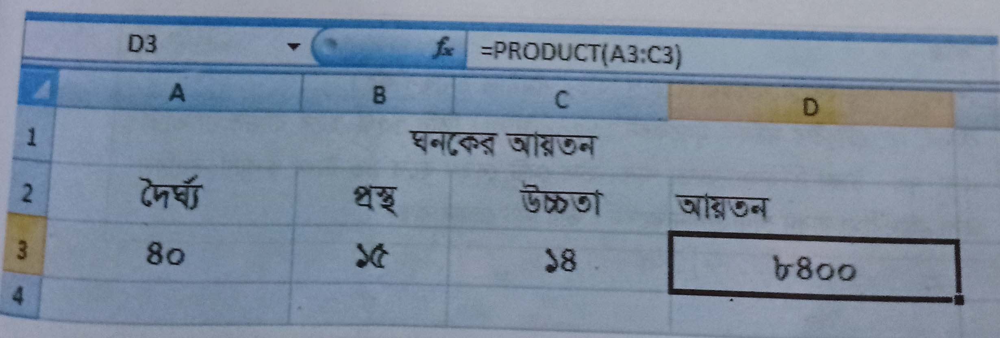 D3 fx =PRODUCT(A3:C3)
A B C D
1 ঘনকের আয়তন
2 দৈর্ঘ্য প্রস্থ উচ্চতা আয়তন
3 ৪০ ১৫ ১৪ ৮৪০০
4